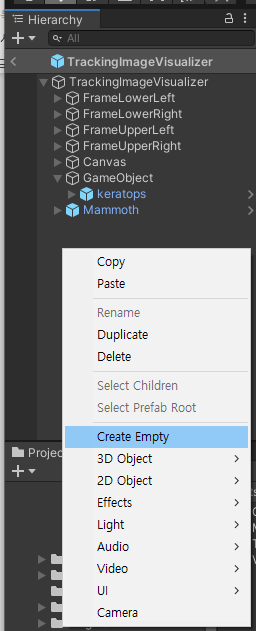 Hierarchy
All
TrackingImageVisualizer
TrackingImageVisualizer
FrameLowerLeft
FrameLowerRight
FrameUpperLeft
FrameUpperRight
Canvas
GameObject
keratops
Mammoth
Copy
Paste
Rename
Duplicate
Delete
Select Children
Select Prefab Root
Create Empty
3D Object
2D Object
Effects
Light
Audio
Video
UI
Camera
Projec